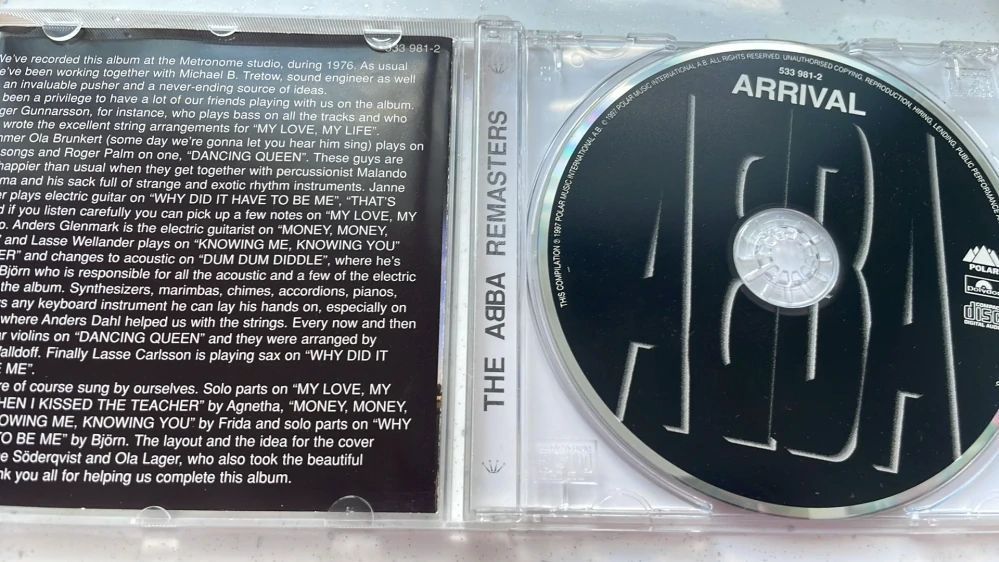 533 981-2
We've recorded this album at the Metronome studio, during 1976. As usual
we've been working together with Michael B. Tretow, sound engineer as well
an invaluable pusher and a never-ending source of ideas.
been a privilege to have a lot of our friends playing with us on the album.
ger Gunnarsson, for instance, who plays bass on all the tracks and who
wrote the excellent string arrangements for “MY LOVE, MY LIFE”.
mmer Ola Brunkert (some day we're gonna let you hear him sing) plays on
songs and Roger Palm on one, “DANCING QUEEN”. These guys are
happier than usual when they get together with percussionist Malando
ma and his sack full of strange and exotic rhythm instruments. Janne
er plays electric guitar on “WHY DID IT HAVE TO BE ME”, “THAT'S
d if you listen carefully you can pick up a few notes on “MY LOVE, MY
o. Anders Glenmark is the electric guitarist on “MONEY, MONEY,
” and Lasse Wellander plays on “KNOWING ME, KNOWING YOU”
ER” and changes to acoustic on “DUM DUM DIDDLE”, where he's
Björn who is responsible for all the acoustic and a few of the electric
the album. Synthesizers, marimbas, chimes, accordions, pianos,
s any keyboard instrument he can lay his hands on, especially on
where Anders Dahl helped us with the strings. Every now and then
r violins on “DANCING QUEEN” and they were arranged by
alldoff. Finally Lasse Carlsson is playing sax on “WHY DID IT
E ME”.
re of course sung by ourselves. Solo parts on “MY LOVE, MY
HEN I KISSED THE TEACHER” by Agnetha, “MONEY, MONEY,
OWING ME, KNOWING YOU” by Frida and solo parts on “WHY
TO BE ME” by Björn. The layout and the idea for the cover
e Söderqvist and Ola Lager, who also took the beautiful
nk you all for helping us complete this album.
THE ABBA REMASTERS
THIS COMPILATION ℗ 1997 POLAR MUSIC INTERNATIONAL A.B. © 1997 POLAR MUSIC INTERNATIONAL A.B. ALL RIGHTS RESERVED. UNAUTHORISED COPYING, REPRODUCTION, HIRING, LENDING, PUBLIC PERFORMANCE
533 981-2
ARRIVAL
ABBA
POLAR
Polydor
COMPACT
disc
DIGITAL AUDIO